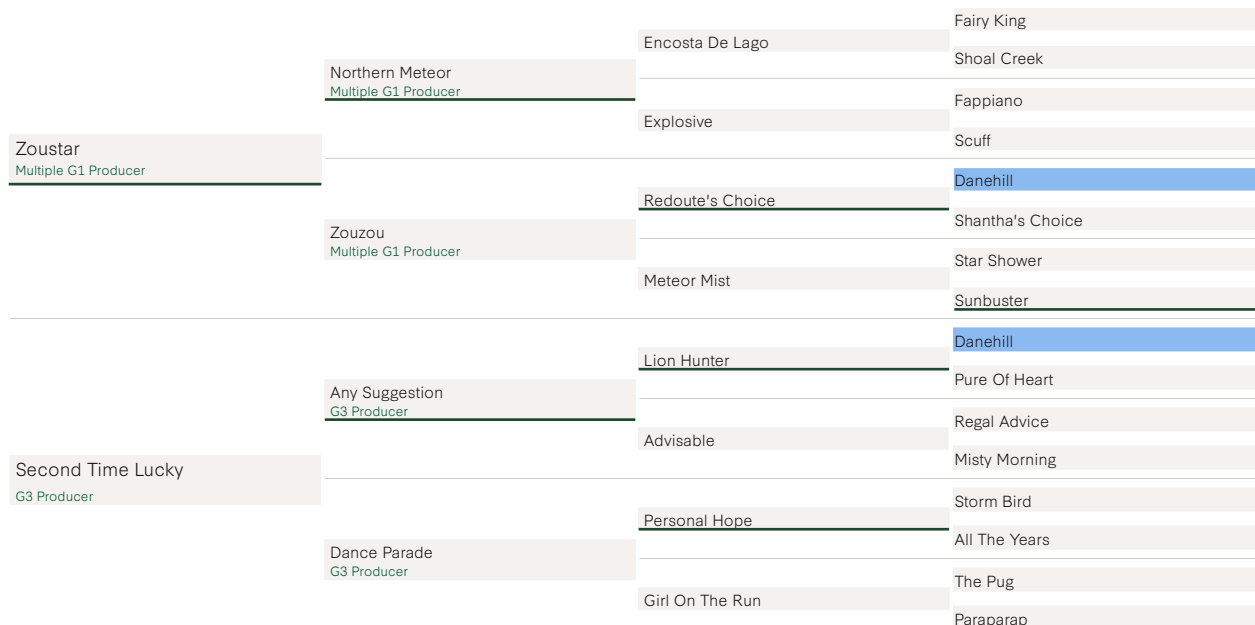 Zoustar
Multiple G1 Producer
Second Time Lucky
G3 Producer
Northern Meteor
Multiple G1 Producer
Zouzou
Multiple G1 Producer
Any Suggestion
G3 Producer
Dance Parade
G3 Producer
Encosta De Lago
Explosive
Redoute's Choice
Meteor Mist
Lion Hunter
Advisable
Personal Hope
Girl On The Run
Fairy King
Shoal Creek
Fappiano
Scuff
Danehill
Shantha's Choice
Star Shower
Sunbuster
Danehill
Pure Of Heart
Regal Advice
Misty Morning
Storm Bird
All The Years
The Pug
Paraparap